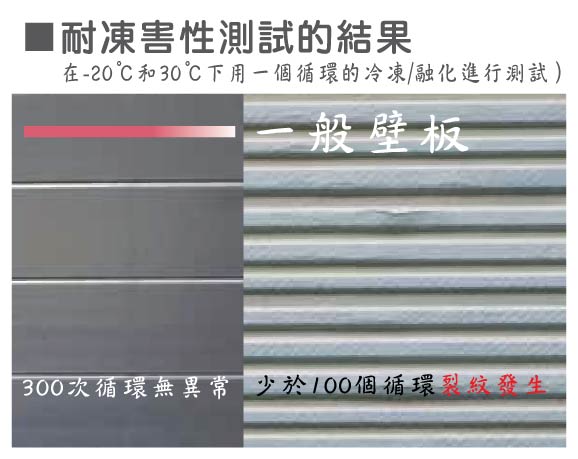 ■耐凍害性測試的結果
在-20℃和30℃下用一個循環的冷凍/融化進行測試）
一般壁板
300次循環無異常
少於100個循環裂紋發生